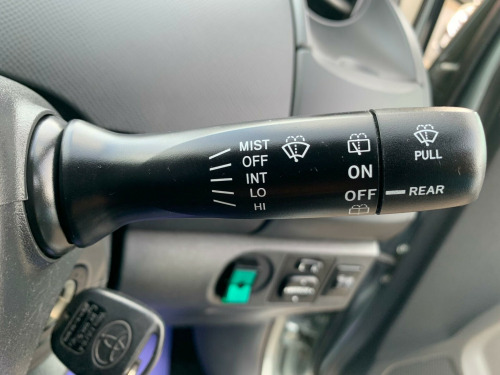 MIST
OFF
INT
LO
HI
ON
OFF
PULL
REAR